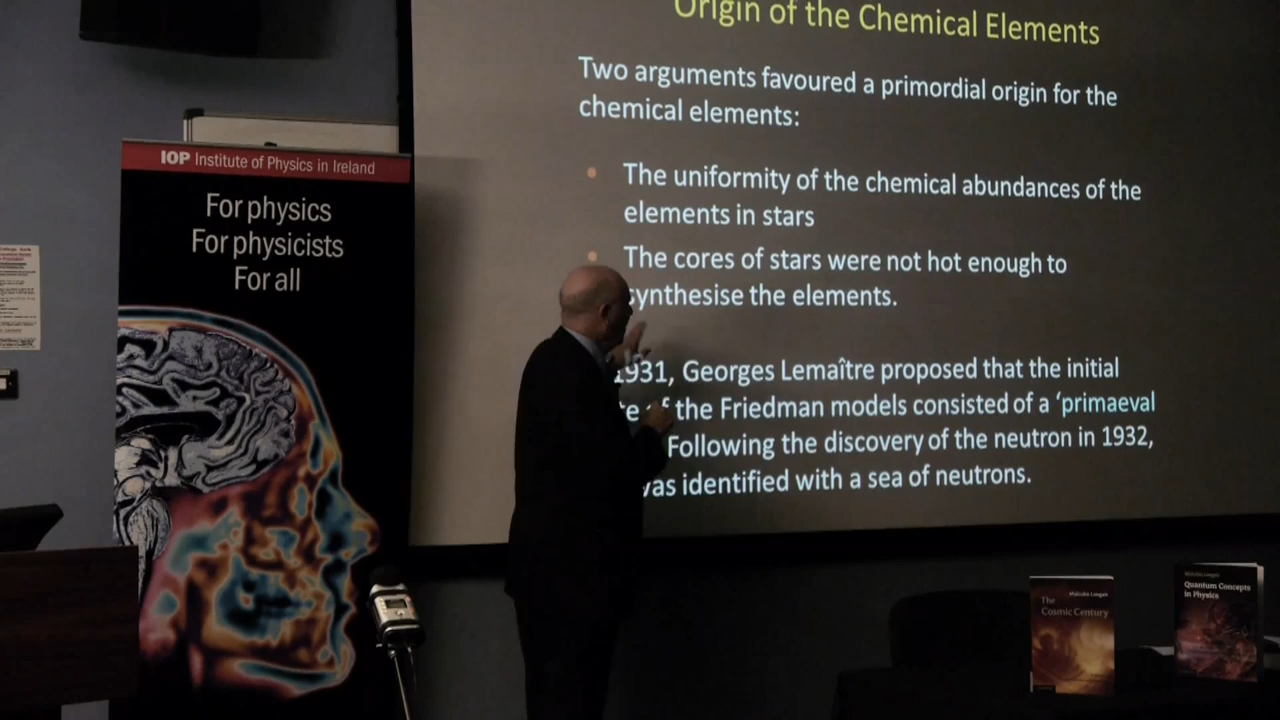 Origin of the Chemical Elements
Two arguments favoured a primordial origin for the
chemical elements:
• The uniformity of the chemical abundances of the
elements in stars
• The cores of stars were not hot enough to
synthesise the elements.
1931, Georges Lemaître proposed that the initial
of the Friedman models consisted of a ‘primaeval
Following the discovery of the neutron in 1932,
was identified with a sea of neutrons.
IOP Institute of Physics in Ireland
For physics
For physicists
For all
Malcolm Longair
The
Cosmic Century
Malcolm Longair
Quantum Concepts
in Physics